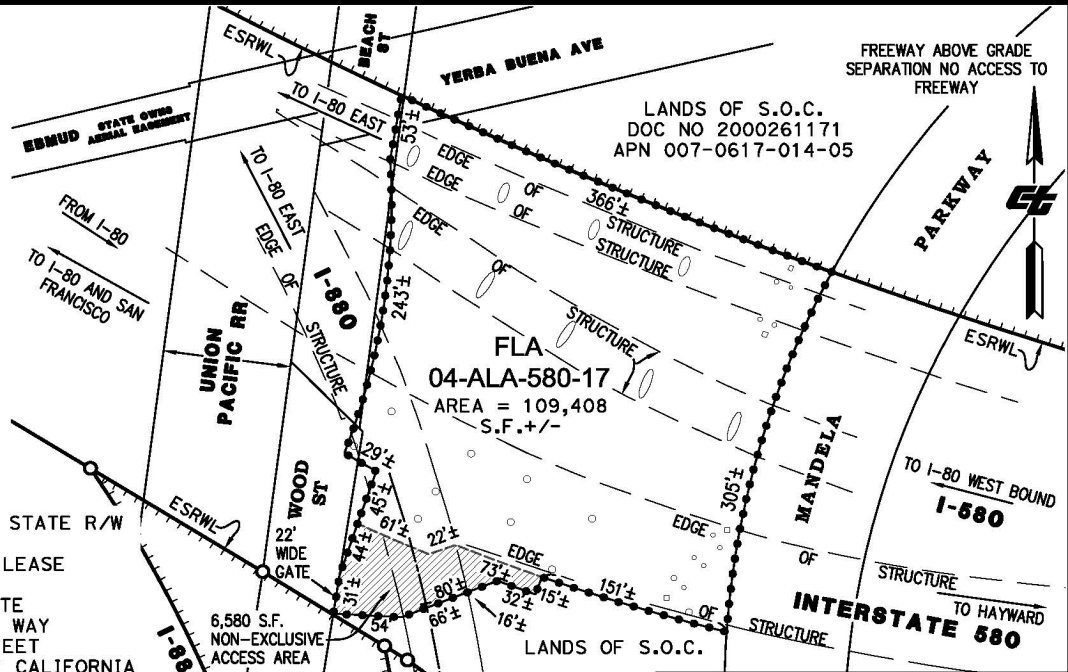 ESRWL
BEACH
ST
YERBA BUENA AVE
FREEWAY ABOVE GRADE
SEPARATION NO ACCESS TO
FREEWAY
EBMUD
STATE OWNS
AERIAL EASEMENT
TO I-80 EAST
53'±
LANDS OF S.O.C.
DOC NO 2000261171
APN 007-0617-014-05
PARKWAY
CT
TO I-80 EAST
EDGE OF STRUCTURE
EDGE OF STRUCTURE
366'±
FROM I-80
TO I-80 AND SAN
FRANCISCO
EDGE OF STRUCTURE
I-880
243'±
EDGE OF STRUCTURE
ESRWL
UNION
PACIFIC RR
FLA
04-ALA-580-17
AREA = 109,408
S.F.+/-
MANDELA
305'±
TO I-80 WEST BOUND
I-580
29'±
45'±
WOOD
ST
ESRWL
STATE R/W
LEASE
22'
WIDE
GATE
61'±
44'±
22'±
EDGE OF STRUCTURE
EDGE OF STRUCTURE
TO HAYWARD
INTERSTATE 580
31'±
73'±
80'±
32'±
15'±
151'±
54'
66'±
16'±
6,580 S.F.
NON-EXCLUSIVE
ACCESS AREA
LANDS OF S.O.C.
TE
WAY
EET
CALIFORNIA
I-88